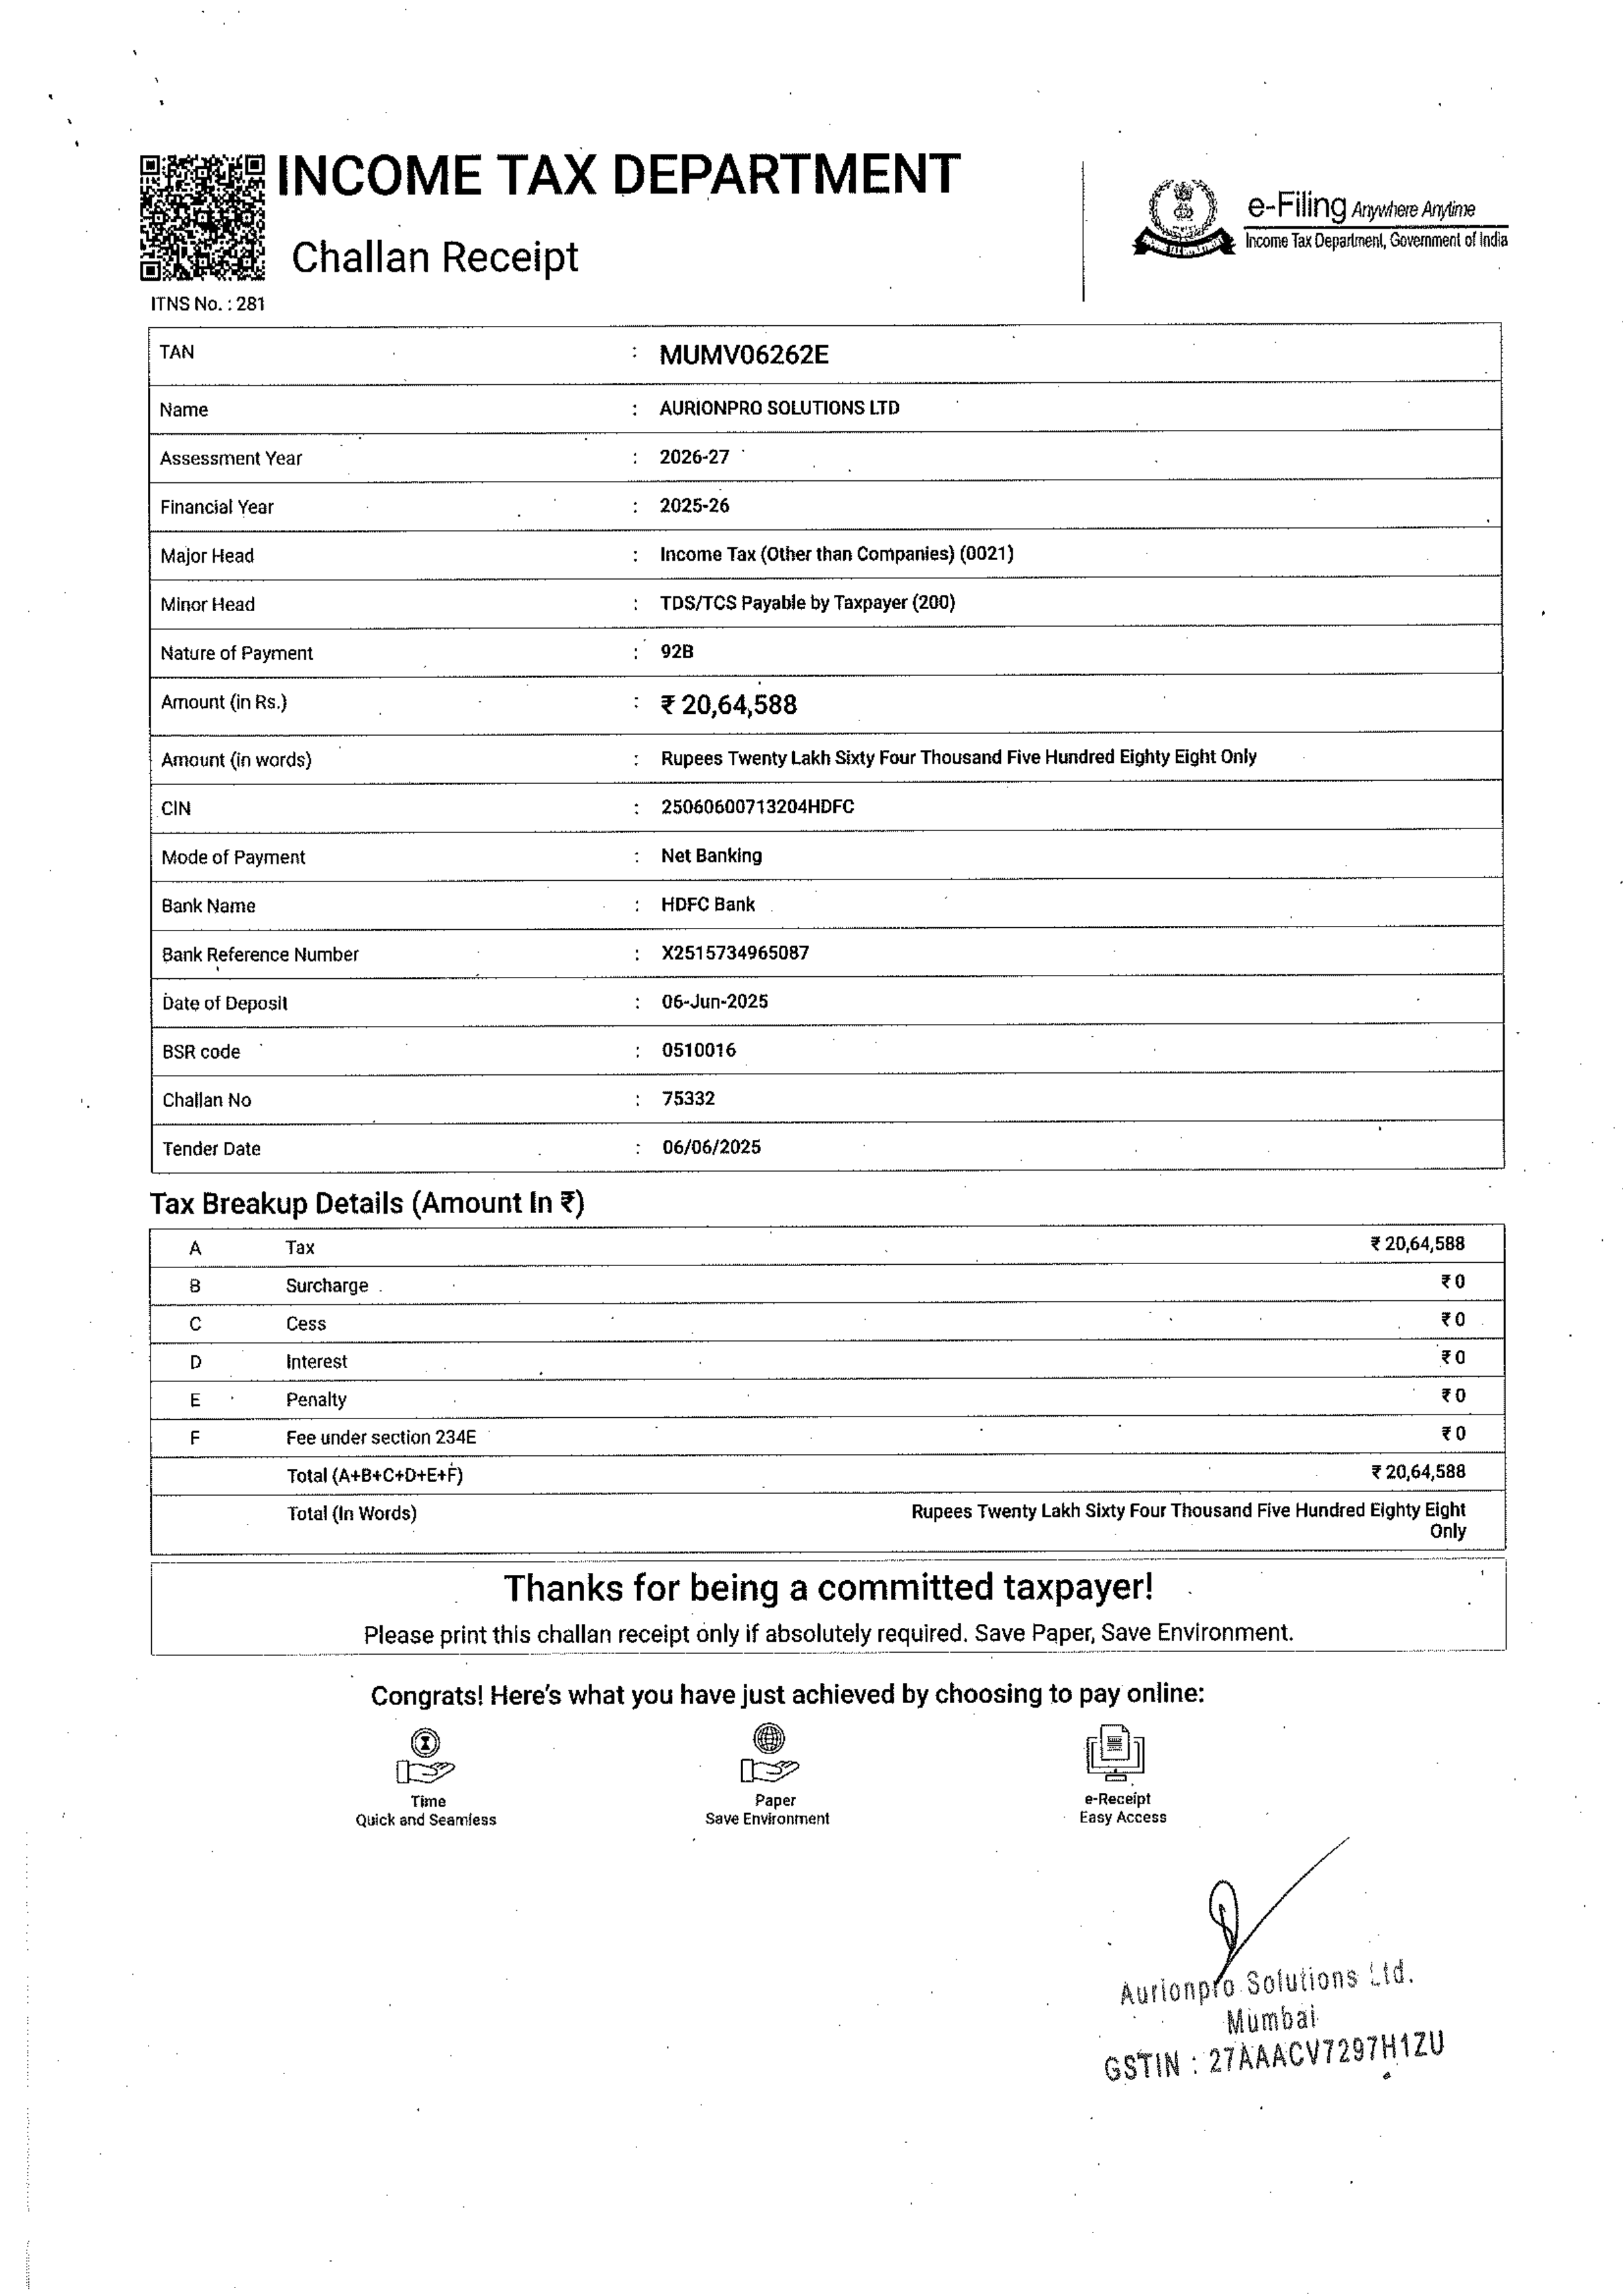 INCOME TAX DEPARTMENT
Challan Receipt
e-Filing Anywhere Anytime
Income Tax Department, Government of India
ITNS No. : 281
TAN : MUMV06262E
Name : AURIONPRO SOLUTIONS LTD
Assessment Year : 2026-27
Financial Year : 2025-26
Major Head : Income Tax (Other than Companies) (0021)
Minor Head : TDS/TCS Payable by Taxpayer (200)
Nature of Payment : 92B
Amount (in Rs.) : ₹ 20,64,588
Amount (in words) : Rupees Twenty Lakh Sixty Four Thousand Five Hundred Eighty Eight Only
CIN : 25060600713204HDFC
Mode of Payment : Net Banking
Bank Name : HDFC Bank
Bank Reference Number : X2515734965087
Date of Deposit : 06-Jun-2025
BSR code : 0510016
Challan No : 75332
Tender Date : 06/06/2025
Tax Breakup Details (Amount In ₹)
A Tax ₹ 20,64,588
B Surcharge ₹ 0
C Cess ₹ 0
D Interest ₹ 0
E Penalty ₹ 0
F Fee under section 234E ₹ 0
Total (A+B+C+D+E+F) ₹ 20,64,588
Total (In Words) Rupees Twenty Lakh Sixty Four Thousand Five Hundred Eighty Eight
Only
Thanks for being a committed taxpayer!
Please print this challan receipt only if absolutely required. Save Paper, Save Environment.
Congrats! Here's what you have just achieved by choosing to pay online:
Time Paper e-Receipt
Quick and Seamless Save Environment Easy Access
Aurionpro Solutions Ltd.
Mumbai
GSTIN : 27AAACV7297H1ZU